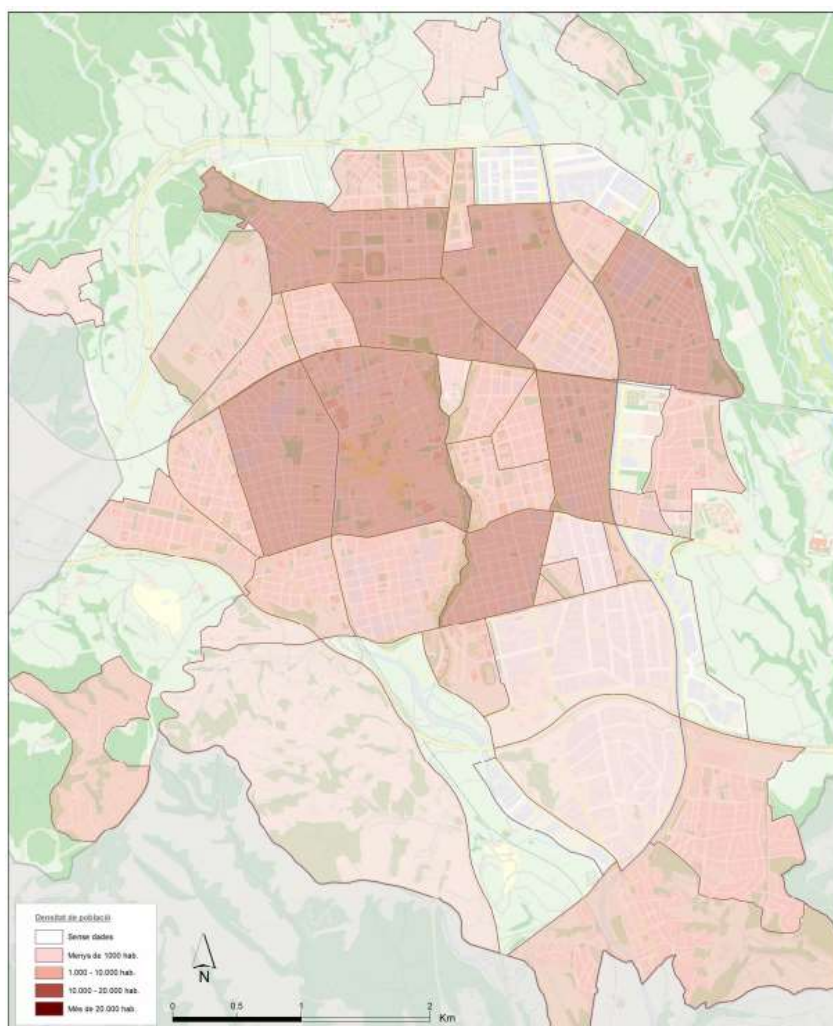 Densitat de població
Sense dades
Menys de 1000 hab.
1.000 - 10.000 hab.
10.000 - 20.000 hab.
Més de 20.000 hab.
N
0 0.5 1 2
Km